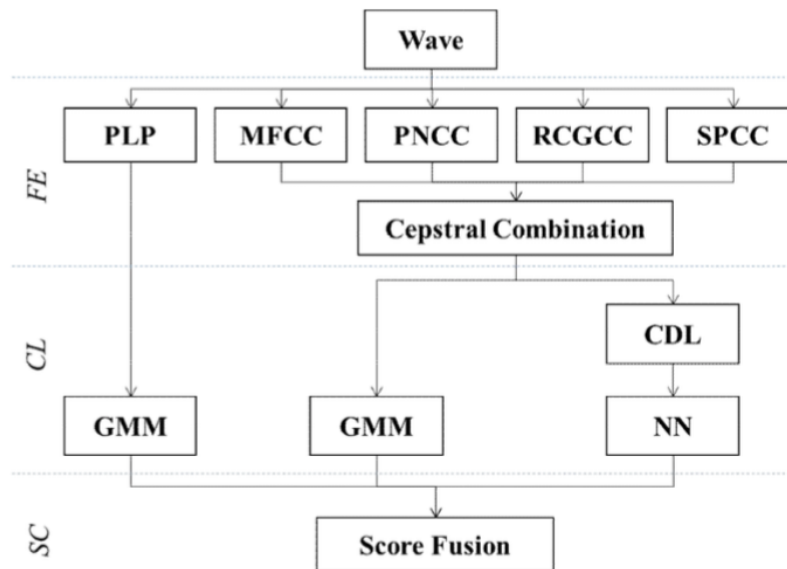 Wave
FE
PLP MFCC PNCC RCGCC SPCC
Cepstral Combination
CL
CDL
GMM GMM NN
SC
Score Fusion